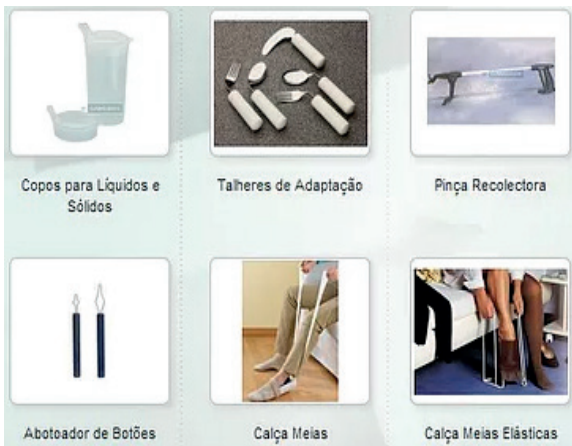 Copos para Líquidos e
Sólidos
Talheres de Adaptação
Pinça Recolectora
Abotoador de Botões
Calça Meias
Calça Meias Elásticas